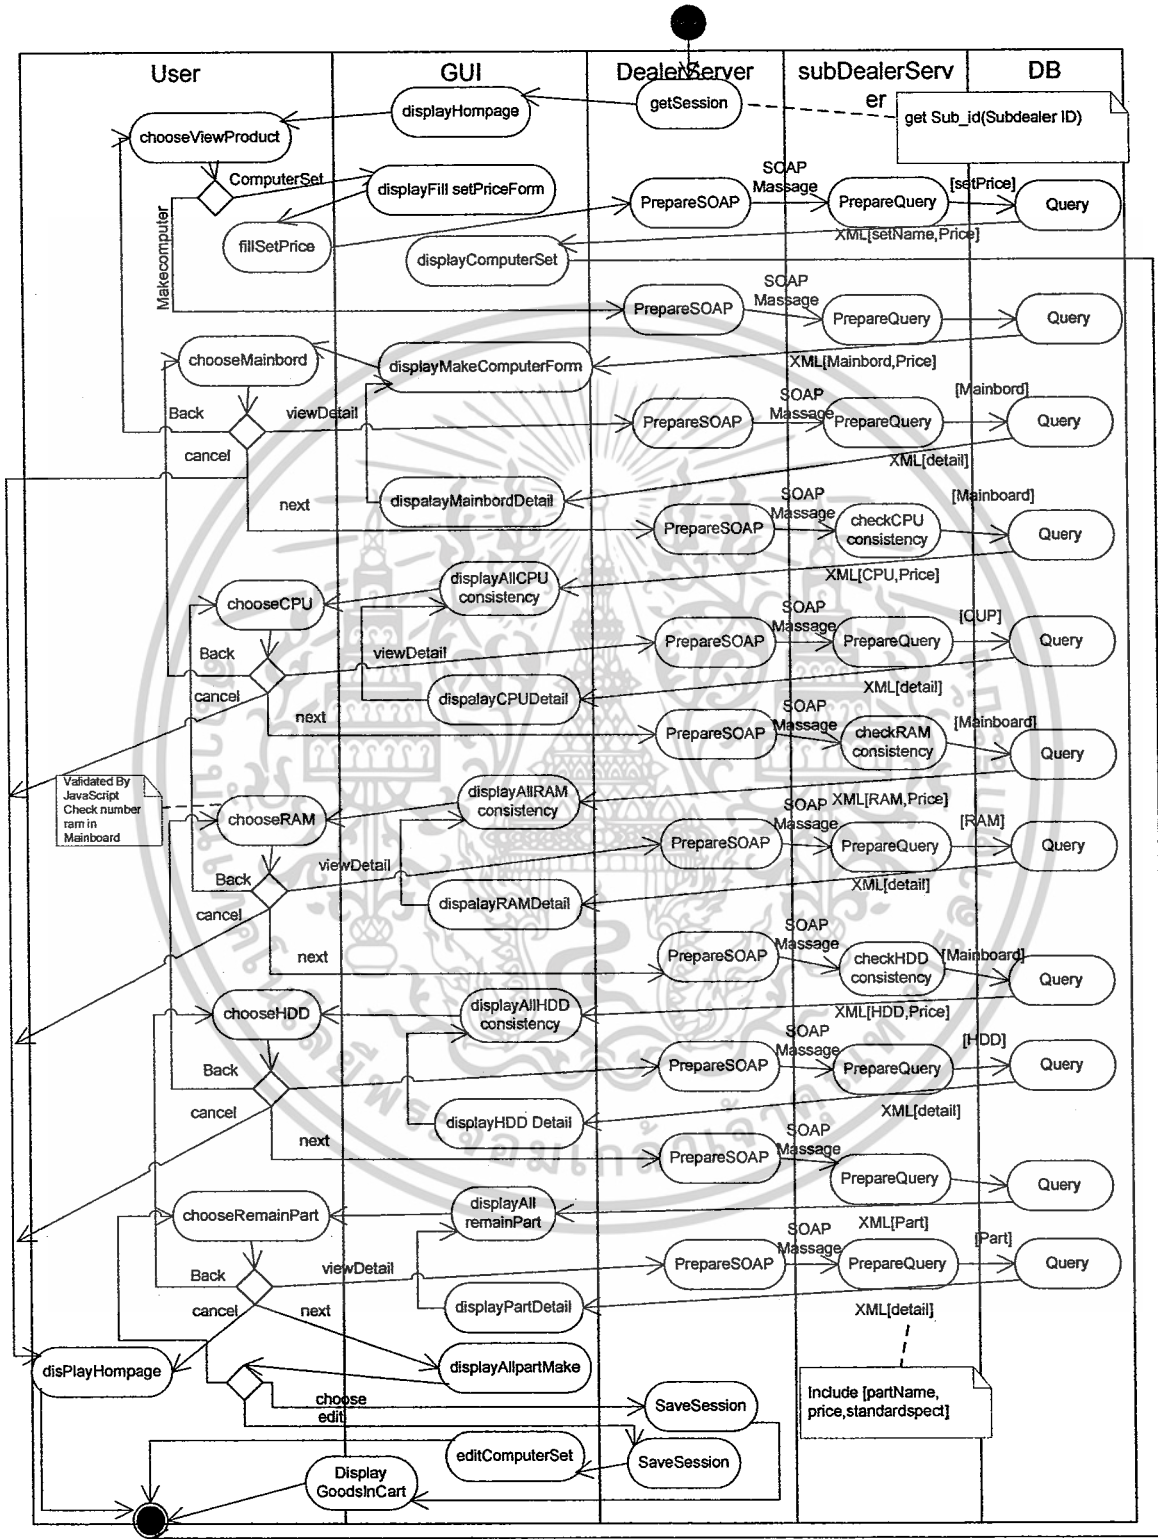 User
GUI
DealerServer
subDealerServ
er
DB
getSession
get Sub_id(Subdealer ID)
displayHompage
chooseViewProduct
ComputerSet
displayFill setPriceForm
SOAP
Massage
[setPrice]
PrepareSOAP
PrepareQuery
Query
fillSetPrice
XML[setName,Price]
displayComputerSet
Makecomputer
SOAP
Massage
PrepareSOAP
PrepareQuery
Query
chooseMainbord
displayMakeComputerForm
XML[Mainbord,Price]
SOAP
Massage
[Mainbord]
Back
viewDetail
PrepareSOAP
PrepareQuery
Query
cancel
XML[detail]
next
dispalayMainbordDetail
SOAP
Massage
[Mainboard]
PrepareSOAP
checkCPU
consistency
Query
displayAllCPU
consistency
XML[CPU,Price]
chooseCPU
SOAP
Massage
[CUP]
Back
viewDetail
PrepareSOAP
PrepareQuery
Query
cancel
dispalayCPUDetail
XML[detail]
next
SOAP
Massage
[Mainboard]
PrepareSOAP
checkRAM
consistency
Query
Validated By
JavaScript
Check number
ram in
Mainboard
displayAllRAM
consistency
XML[RAM,Price]
chooseRAM
SOAP
Massage
[RAM]
viewDetail
PrepareSOAP
PrepareQuery
Query
Back
cancel
dispalayRAMDetail
XML[detail]
next
SOAP
Massage
[Mainboard]
PrepareSOAP
checkHDD
consistency
Query
chooseHDD
displayAllHDD
consistency
XML[HDD,Price]
SOAP
Massage
[HDD]
Back
PrepareSOAP
PrepareQuery
Query
cancel
displayHDD Detail
XML[detail]
next
SOAP
Massage
PrepareSOAP
PrepareQuery
Query
chooseRemainPart
displayAll
remainPart
XML[Part]
SOAP
Massage
[Part]
Back
viewDetail
PrepareSOAP
PrepareQuery
Query
cancel
next
displayPartDetail
XML[detail]
disPlayHompage
displayAllpartMake
Include [partName,
price,standardspect]
choose
edit
SaveSession
editComputerSet
SaveSession
Display
GoodsInCart